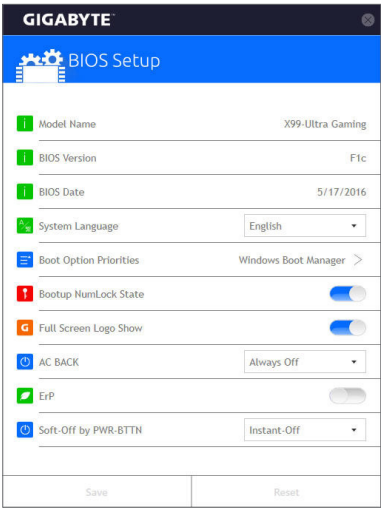 GIGABYTE™
BIOS Setup
Model Name X99-Ultra Gaming
BIOS Version F1c
BIOS Date 5/17/2016
System Language English
Boot Option Priorities Windows Boot Manager
Bootup NumLock State
G Full Screen Logo Show
AC BACK Always Off
ErP
Soft-Off by PWR-BTTN Instant-Off
Save Reset